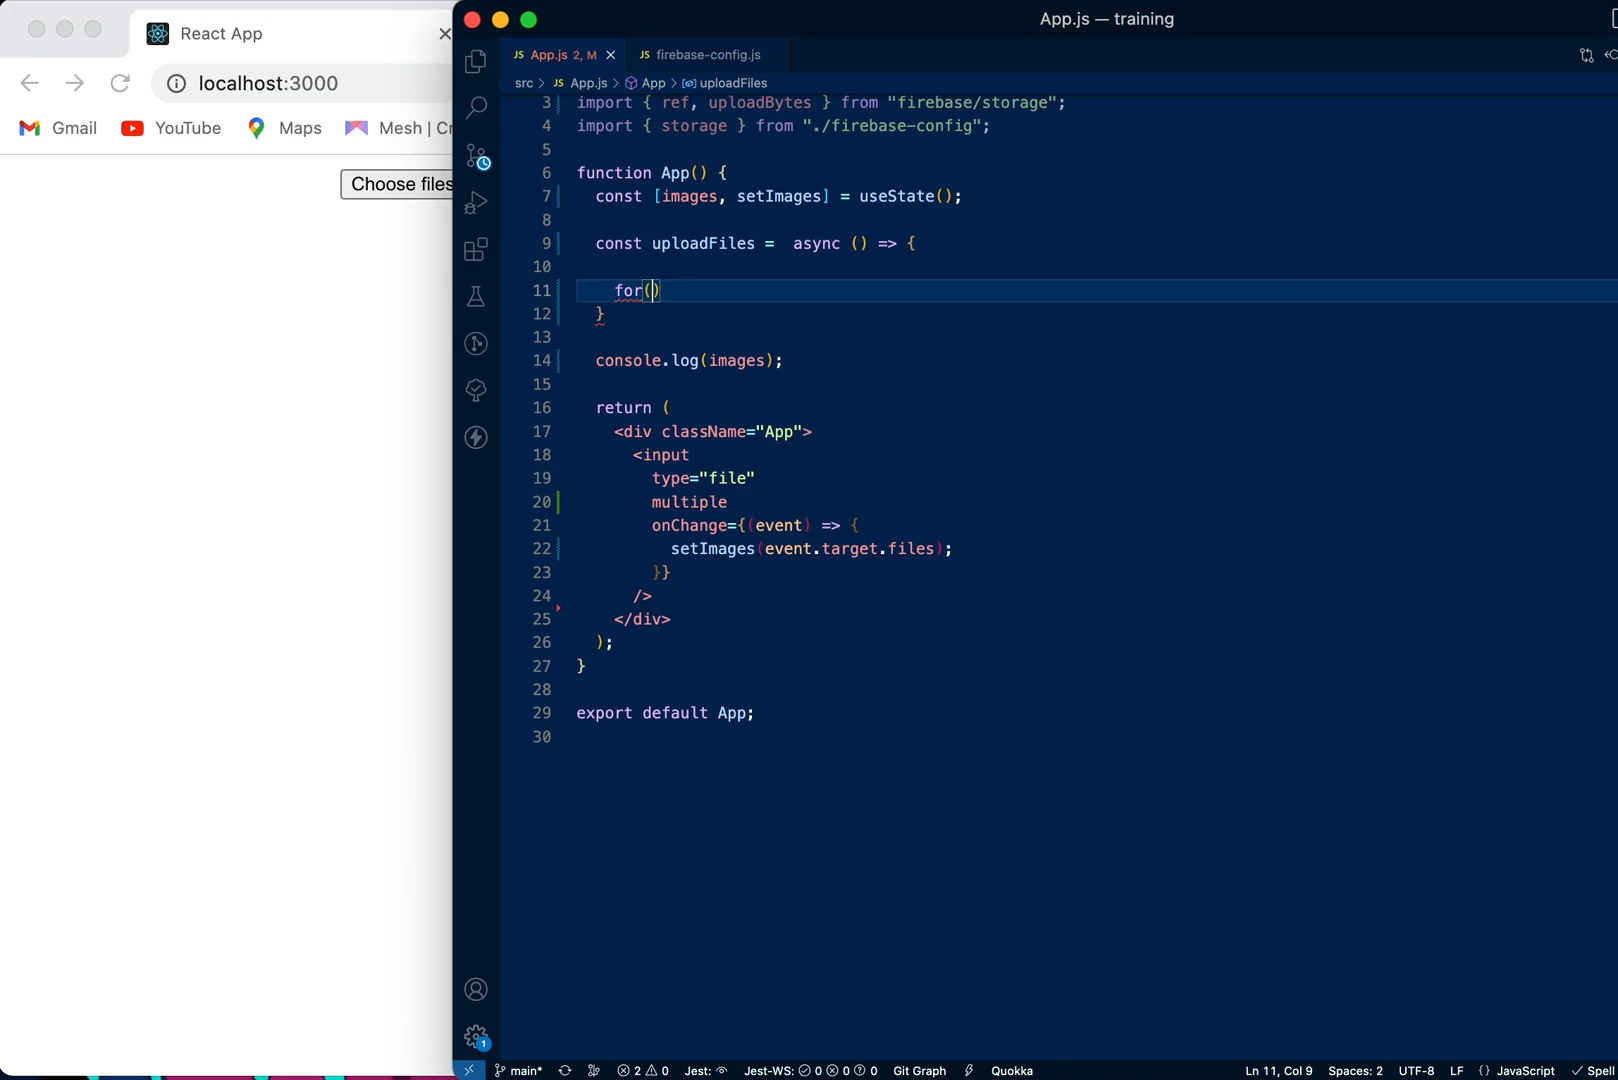 React App
localhost:3000
Gmail YouTube Maps Mesh | Cr
Choose files
App.js — training
JS App.js 2, M JS firebase-config.js
src > JS App.js > App > uploadFiles
3 import { ref, uploadBytes } from "firebase/storage";
4 import { storage } from "./firebase-config";
5
6 function App() {
7 const [images, setImages] = useState();
8
9 const uploadFiles =  async () => {
10
11 for()
12 }
13
14 console.log(images);
15
16 return (
17 <div className="App">
18 <input
19 type="file"
20 multiple
21 onChange={(event) => {
22 setImages(event.target.files);
23 }}
24 />
25 </div>
26 );
27 }
28
29 export default App;
30
1
main* 2 0 Jest: Jest-WS: 0 0 0 Git Graph Quokka Ln 11, Col 9 Spaces: 2 UTF-8 LF {} JavaScript Spell